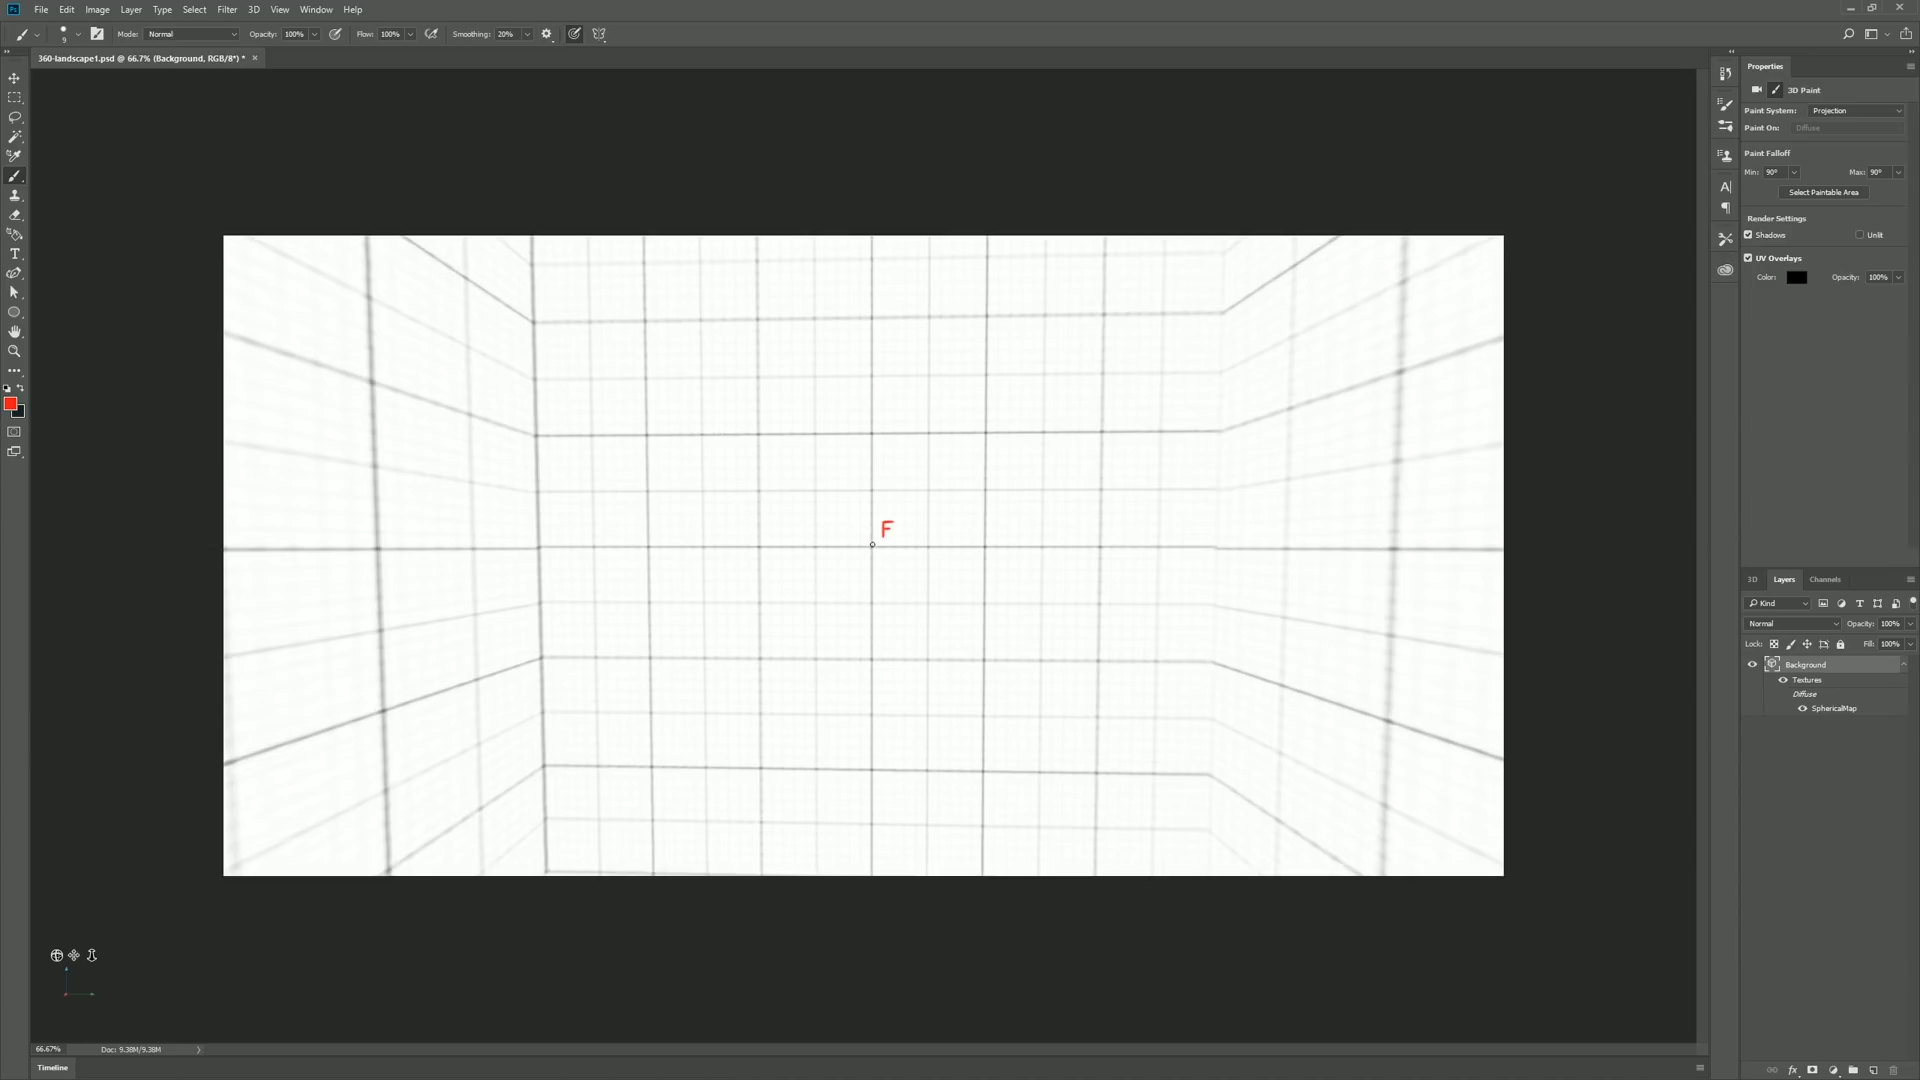 Ps File Edit Image Layer Type Select Filter 3D View Window Help
9 Mode: Normal Opacity: 100% Flow: 100% Smoothing: 20%
360-landscape1.psd @ 66.7% (Background, RGB/8*) *
Properties
3D Paint
Paint System: Projection
Paint On: Diffuse
Paint Falloff
Min: 90° Max: 90°
Select Paintable Area
Render Settings
Shadows Unlit
UV Overlays
Color: Opacity: 100%
F
3D Layers Channels
Kind
Normal Opacity: 100%
Lock: Fill: 100%
Background
Textures
Diffuse
SphericalMap
66.67% Doc: 9.38M/9.38M
Timeline